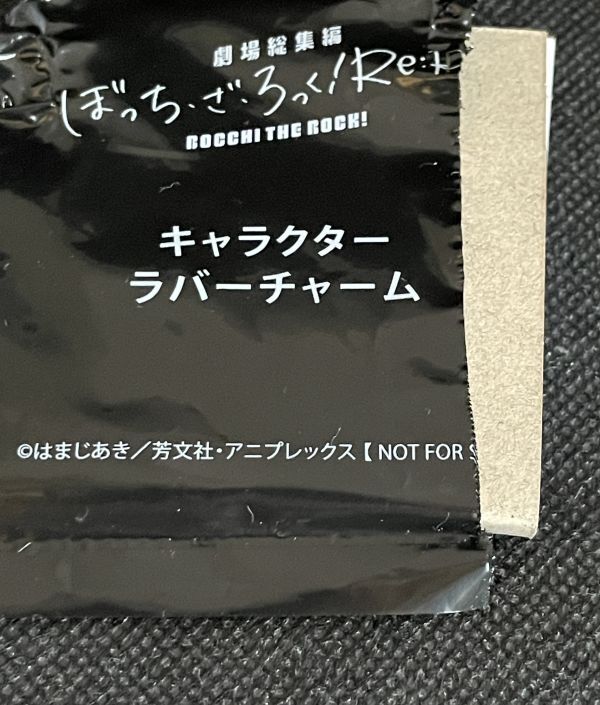 劇場総集編
ぼっち・ざ・ろっく! Re:
BOCCHI THE ROCK!
キャラクター
ラバーチャーム
©はまじあき／芳文社・アニプレックス【 NOT FOR